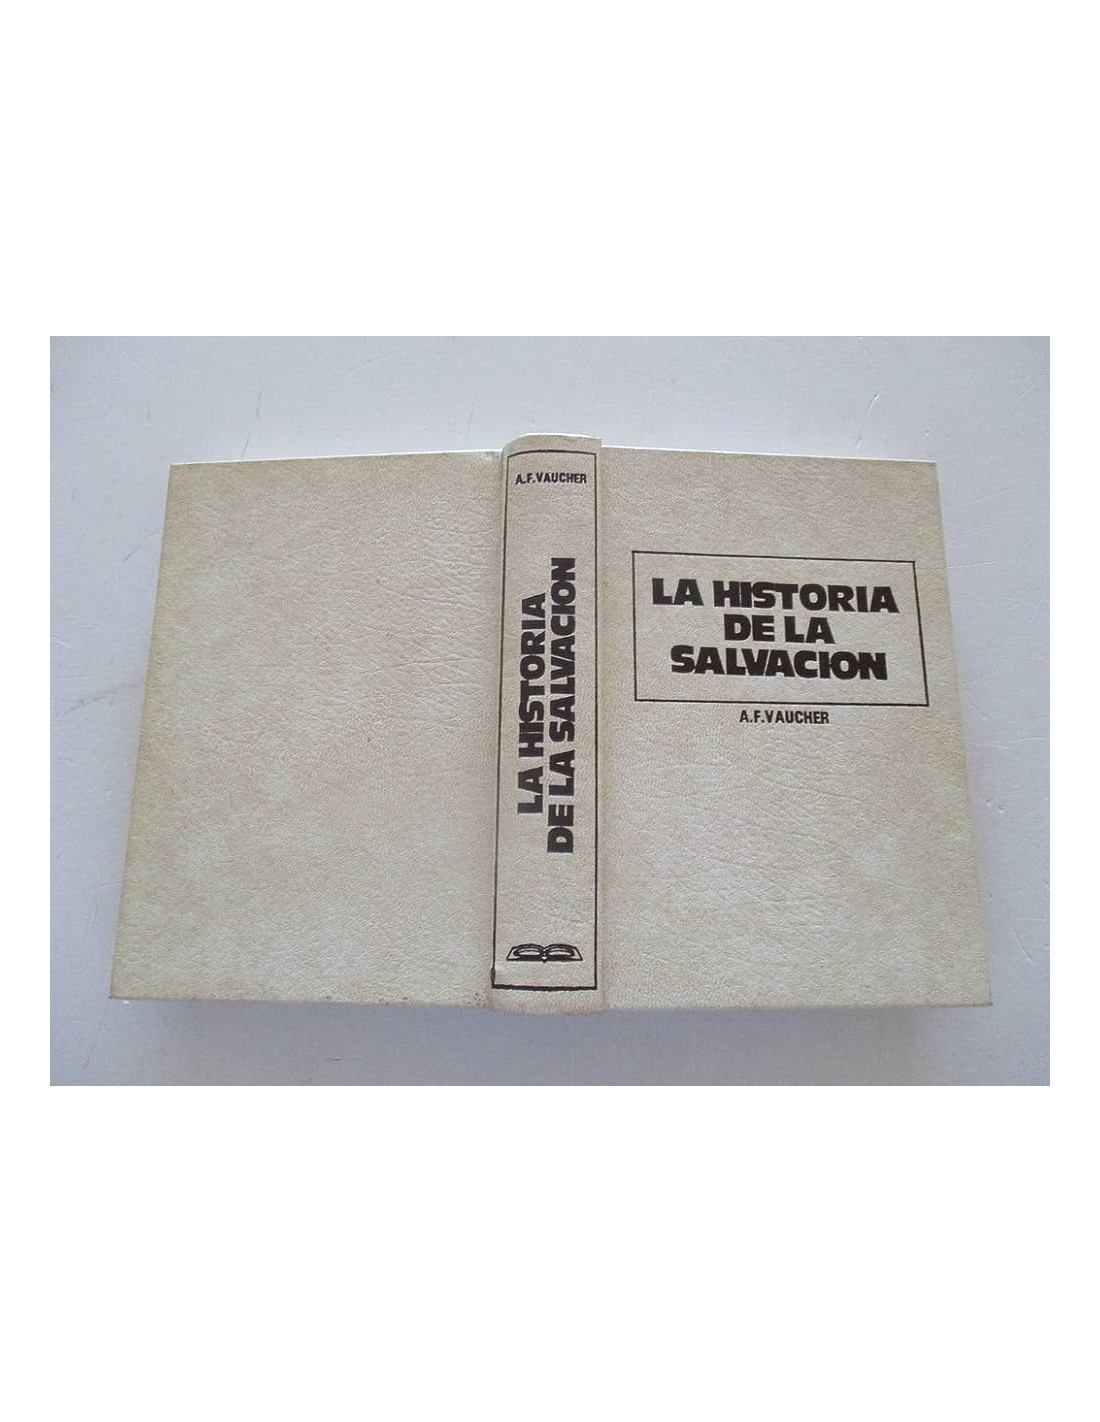 A.F.VAUCHER
LA HISTORIA
DE LA SALVACION
LA HISTORIA
DE LA
SALVACION
A.F.VAUCHER